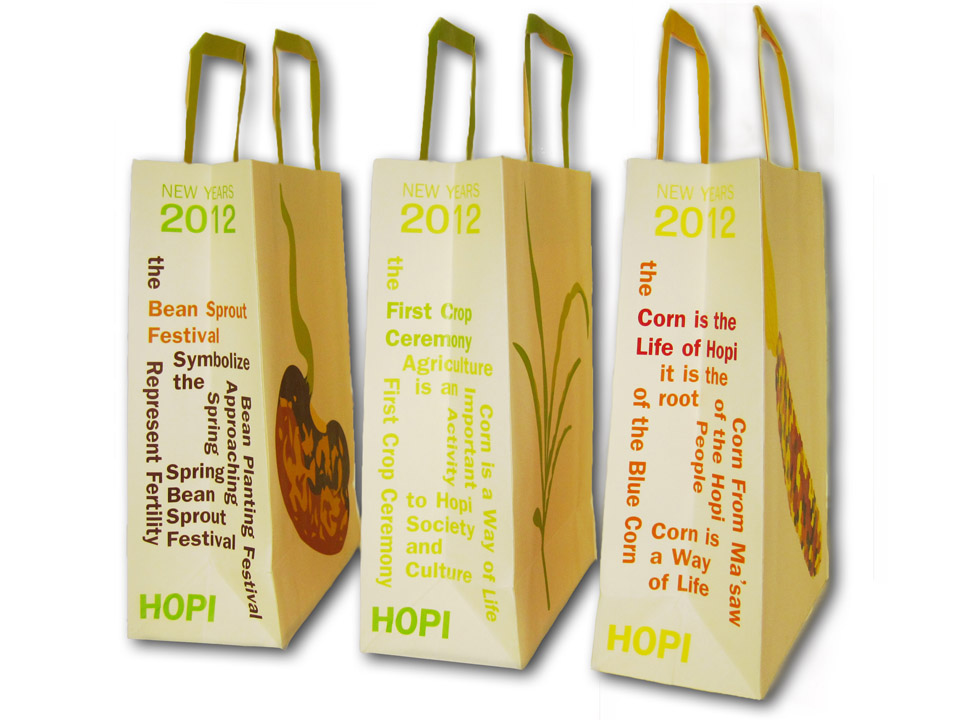 NEW YEARS
2012
the
Bean Sprout
Festival
Symbolize
the
Represent Fertility
Bean Planting Festival
Approaching
Spring
Spring
Bean
Sprout
Festival
HOPI
NEW YEARS
2012
the
First Crop
Ceremony
Agriculture
is an
First Crop Ceremony
Corn is a Way of Life
Important
Activity
to Hopi
Society
and
Culture
HOPI
NEW YEARS
2012
the
Corn is the
Life of Hopi
it is the
root
of the Blue Corn
Corn From Ma'saw
of the Hopi
People
Corn is
a Way
of Life
HOPI